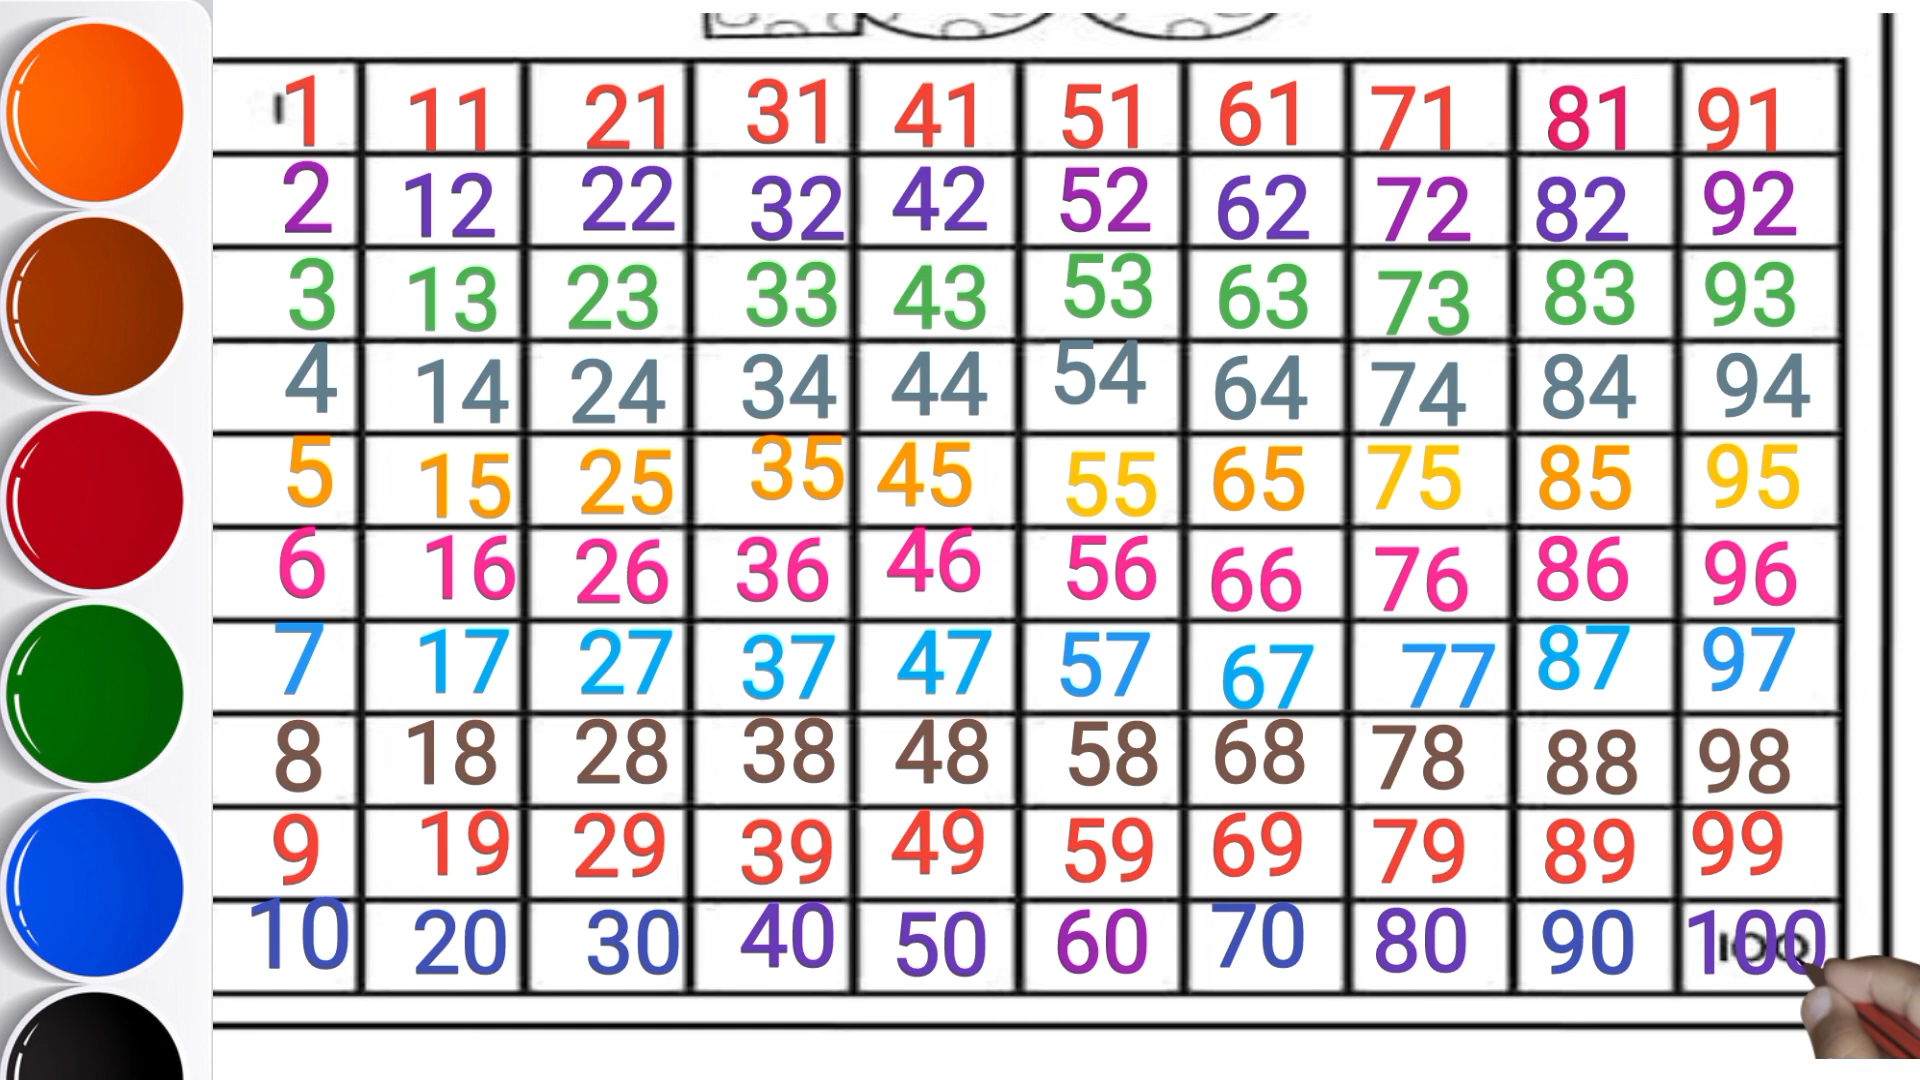 1 11 21 31 41 51 61 71 81 91
2 12 22 32 42 52 62 72 82 92
3 13 23 33 43 53 63 73 83 93
4 14 24 34 44 54 64 74 84 94
5 15 25 35 45 55 65 75 85 95
6 16 26 36 46 56 66 76 86 96
7 17 27 37 47 57 67 77 87 97
8 18 28 38 48 58 68 78 88 98
9 19 29 39 49 59 69 79 89 99
10 20 30 40 50 60 70 80 90 100